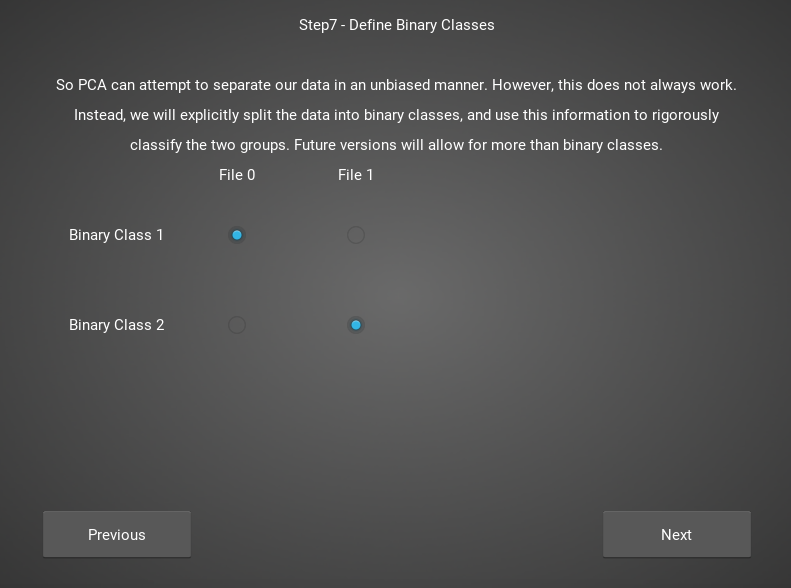 Step7 - Define Binary Classes
So PCA can attempt to separate our data in an unbiased manner. However, this does not always work.
Instead, we will explicitly split the data into binary classes, and use this information to rigorously
classify the two groups. Future versions will allow for more than binary classes.
File 0 File 1
Binary Class 1
Binary Class 2
Previous Next